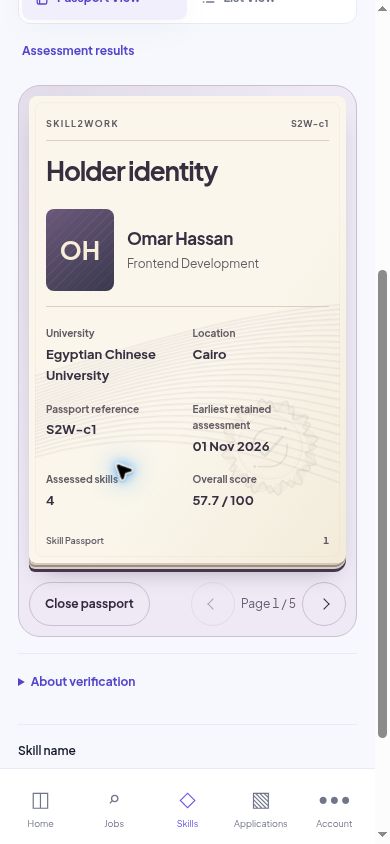 Passport View
List View
Assessment results
SKILL2WORK
S2W-c1
Holder identity
OH
Omar Hassan
Frontend Development
University
Location
Egyptian Chinese
University
Cairo
Passport reference
Earliest retained
assessment
S2W-c1
01 Nov 2026
Assessed skills
Overall score
4
57.7 / 100
Skill Passport
1
Close passport
Page 1 / 5
About verification
Skill name
Home
Jobs
Skills
Applications
Account